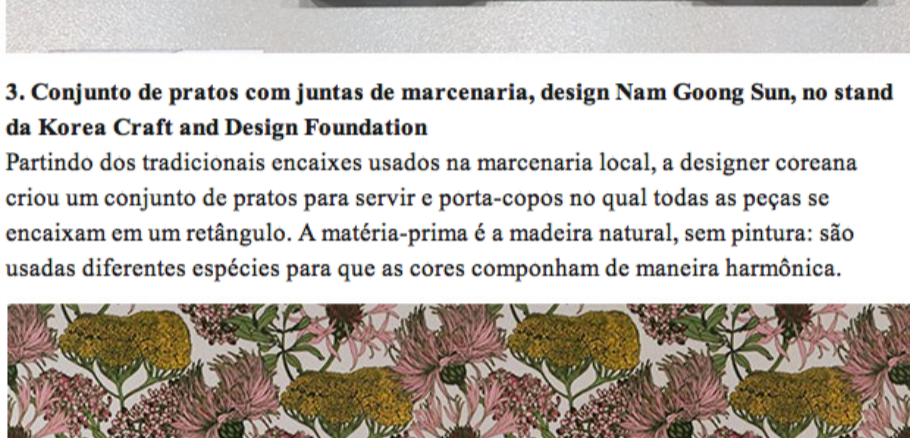 3. Conjunto de pratos com juntas de marcenaria, design Nam Goong Sun, no stand
da Korea Craft and Design Foundation
Partindo dos tradicionais encaixes usados na marcenaria local, a designer coreana
criou um conjunto de pratos para servir e porta-copos no qual todas as peças se
encaixam em um retângulo. A matéria-prima é a madeira natural, sem pintura: são
usadas diferentes espécies para que as cores componham de maneira harmônica.